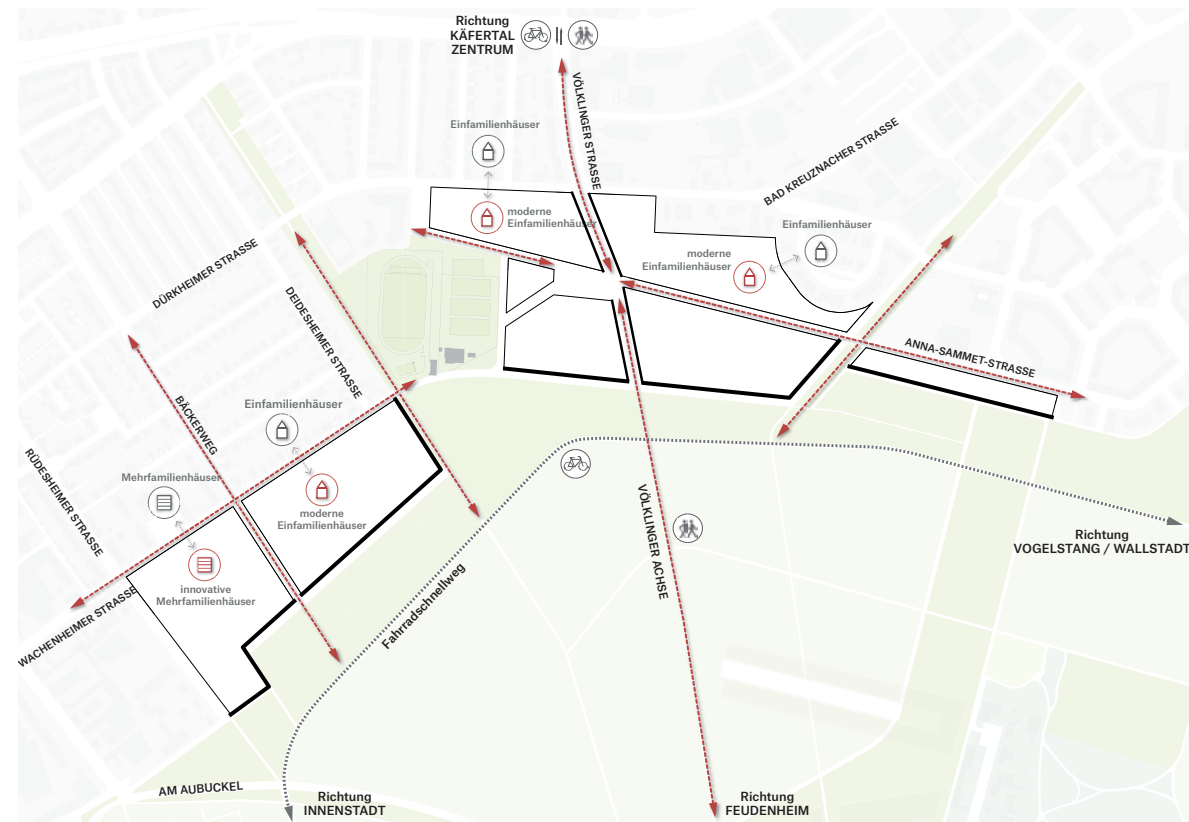 Richtung
KÄFERTAL
ZENTRUM
VÖLKLINGER STRASSE
Einfamilienhäuser
BAD KREUZNACHER STRASSE
moderne
Einfamilienhäuser
Einfamilienhäuser
moderne
Einfamilienhäuser
DÜRKHEIMER STRASSE
DEIDESHEIMER STRASSE
ANNA-SAMMET-STRASSE
BÄCKERWEG
Einfamilienhäuser
RÜDESHEIMER STRASSE
Mehrfamilienhäuser
moderne
Einfamilienhäuser
VÖLKLINGER ACHSE
Richtung
VOGELSTANG / WALLSTADT
innovative
Mehrfamilienhäuser
WACHENHEIMER STRASSE
Fahrradschnellweg
AM AUBUCKEL
Richtung
INNENSTADT
Richtung
FEUDENHEIM